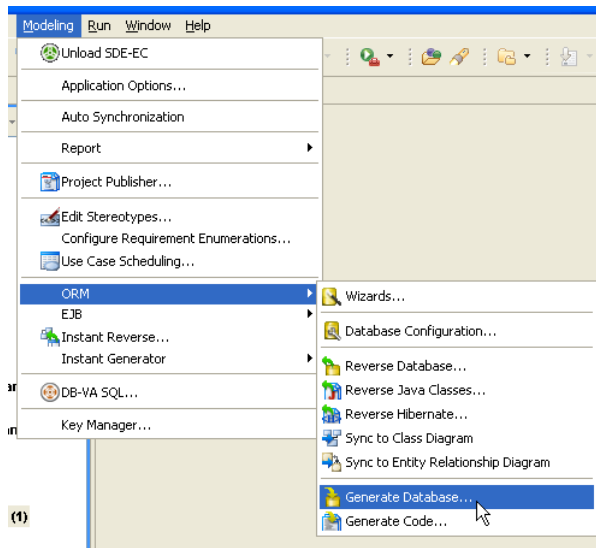 Modeling Run Window Help
Unload SDE-EC
Application Options...
Auto Synchronization
Report
Project Publisher...
Edit Stereotypes...
Configure Requirement Enumerations...
Use Case Scheduling...
ORM
EJB
Instant Reverse...
Instant Generator
DB-VA SQL...
Key Manager...
Wizards...
Database Configuration...
Reverse Database...
Reverse Java Classes...
Reverse Hibernate...
Sync to Class Diagram
Sync to Entity Relationship Diagram
Generate Database...
Generate Code...
(1)